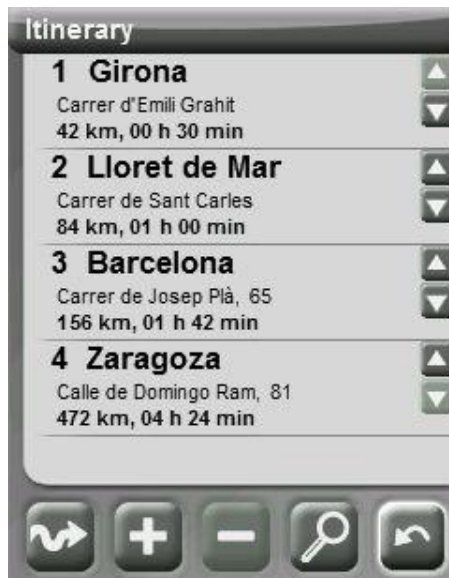 Itinerary
1 Girona
Carrer d'Emili Grahit
42 km, 00 h 30 min
2 Lloret de Mar
Carrer de Sant Carles
84 km, 01 h 00 min
3 Barcelona
Carrer de Josep Plà, 65
156 km, 01 h 42 min
4 Zaragoza
Calle de Domingo Ram, 81
472 km, 04 h 24 min